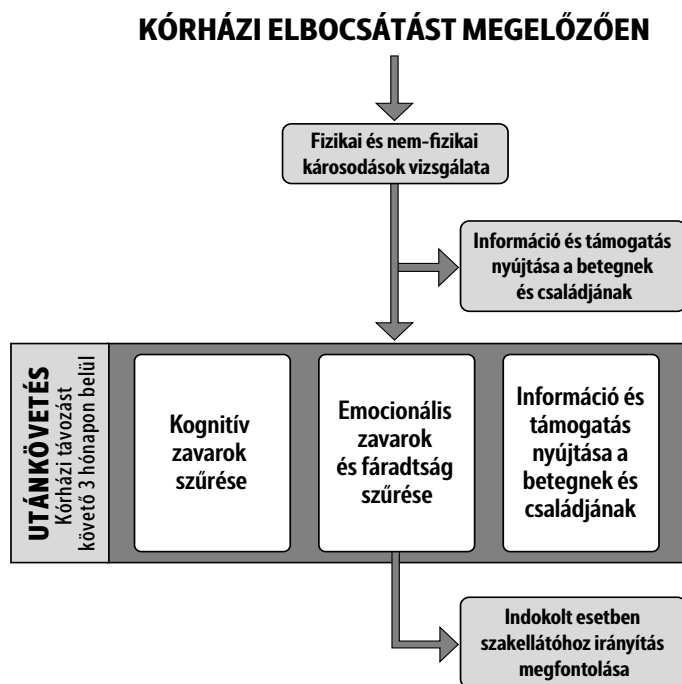 KÓRHÁZI ELBOCSÁTÁST MEGELŐZŐEN
Fizikai és nem-fizikai
károsodások vizsgálata
Információ és támogatás
nyújtása a betegnek
és családjának
UTÁNKÖVETÉS
Kórházi távozást
követő 3 hónapon belül
Kognitív
zavarok
szűrése
Emocionális
zavarok
és fáradtság
szűrése
Információ és
támogatás
nyújtása a
betegnek és
családjának
Indokolt esetben
szakellátóhoz irányítás
megfontolása